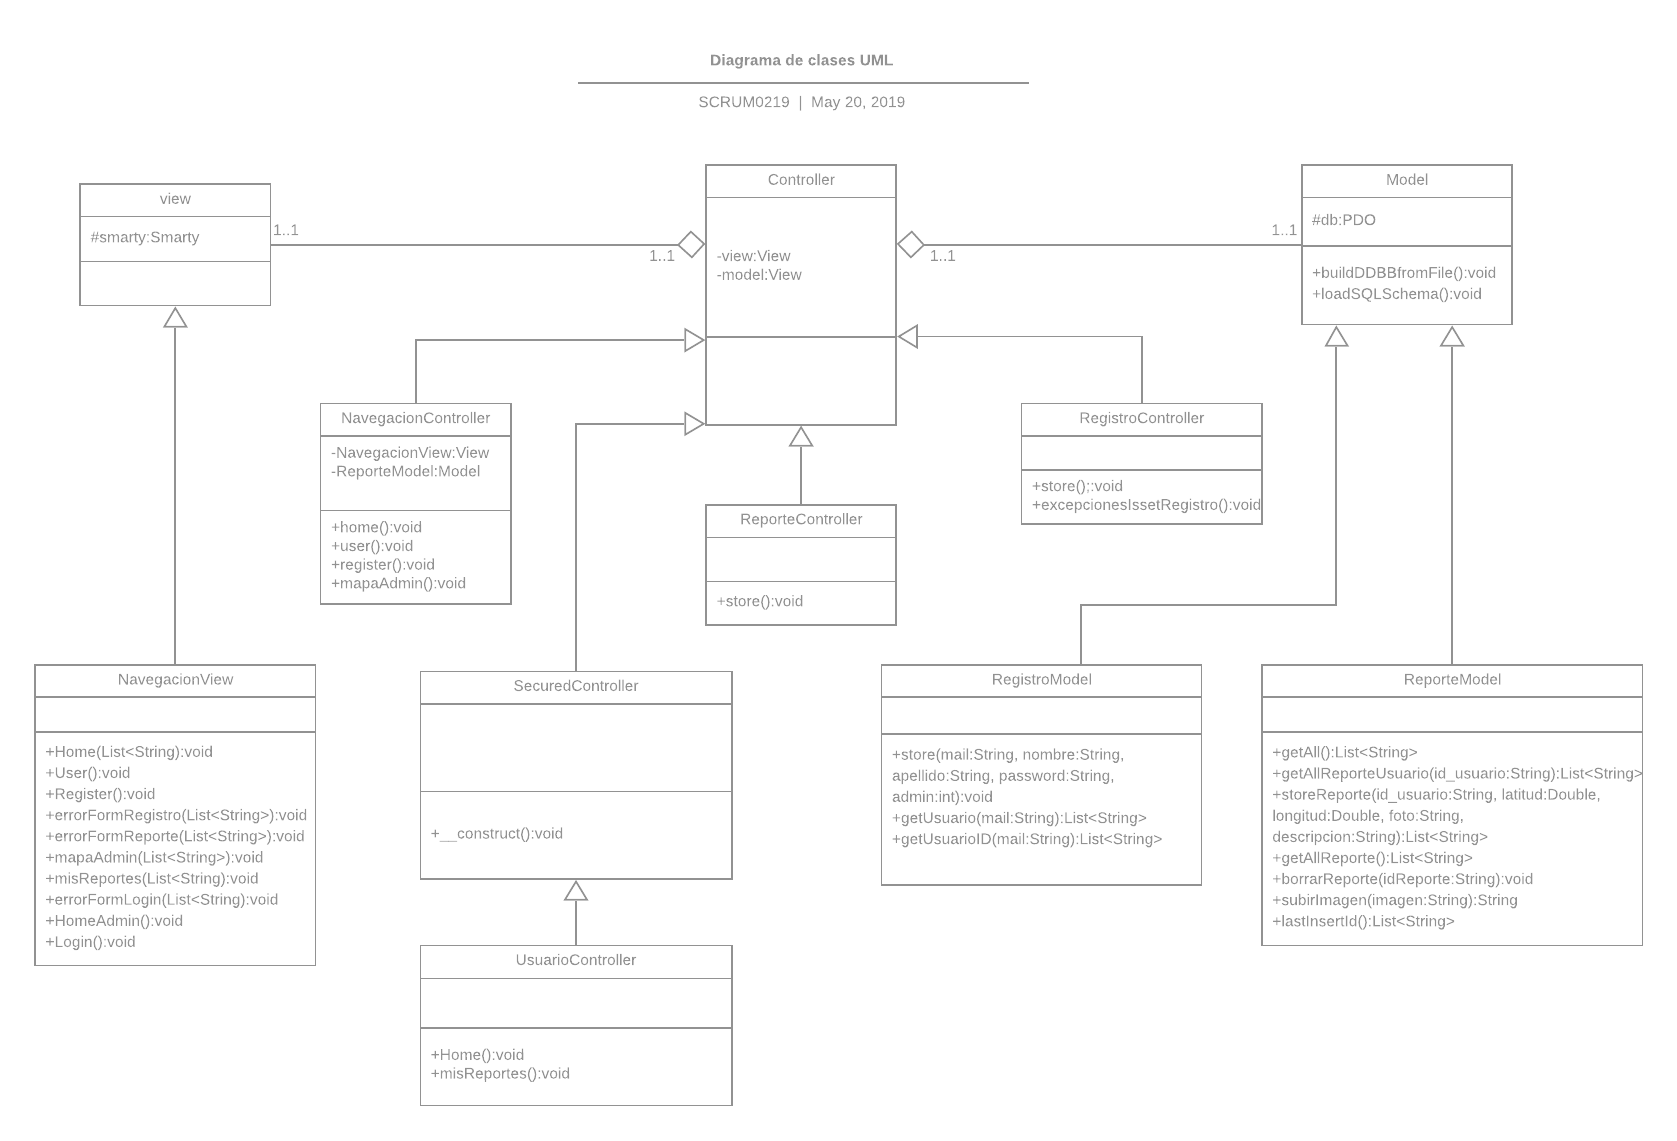 Diagrama de clases UML
SCRUM0219 | May 20, 2019
view
#smarty:Smarty
1..1
1..1
Controller
-view:View
-model:View
1..1
1..1
Model
#db:PDO
+buildDDBBfromFile():void
+loadSQLSchema():void
NavegacionController
-NavegacionView:View
-ReporteModel:Model
+home():void
+user():void
+register():void
+mapaAdmin():void
ReporteController
+store():void
RegistroController
+store();:void
+excepcionesIssetRegistro():void
NavegacionView
+Home(List<String):void
+User():void
+Register():void
+errorFormRegistro(List<String>):void
+errorFormReporte(List<String>):void
+mapaAdmin(List<String>):void
+misReportes(List<String):void
+errorFormLogin(List<String):void
+HomeAdmin():void
+Login():void
SecuredController
+__construct():void
UsuarioController
+Home():void
+misReportes():void
RegistroModel
+store(mail:String, nombre:String,
apellido:String, password:String,
admin:int):void
+getUsuario(mail:String):List<String>
+getUsuarioID(mail:String):List<String>
ReporteModel
+getAll():List<String>
+getAllReporteUsuario(id_usuario:String):List<String>
+storeReporte(id_usuario:String, latitud:Double,
longitud:Double, foto:String,
descripcion:String):List<String>
+getAllReporte():List<String>
+borrarReporte(idReporte:String):void
+subirImagen(imagen:String):String
+lastInsertId():List<String>